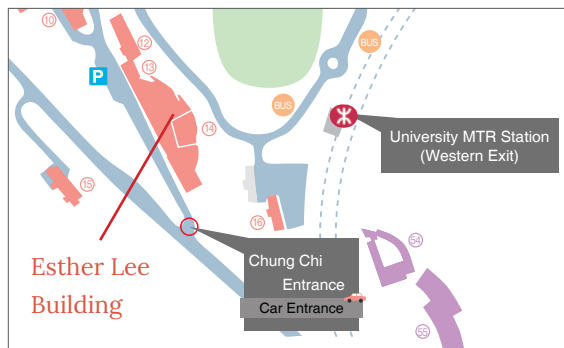 10
12
BUS
13
P
BUS
14
University MTR Station
(Western Exit)
15
16
54
Chung Chi
Entrance
Car Entrance
Esther Lee
Building
55